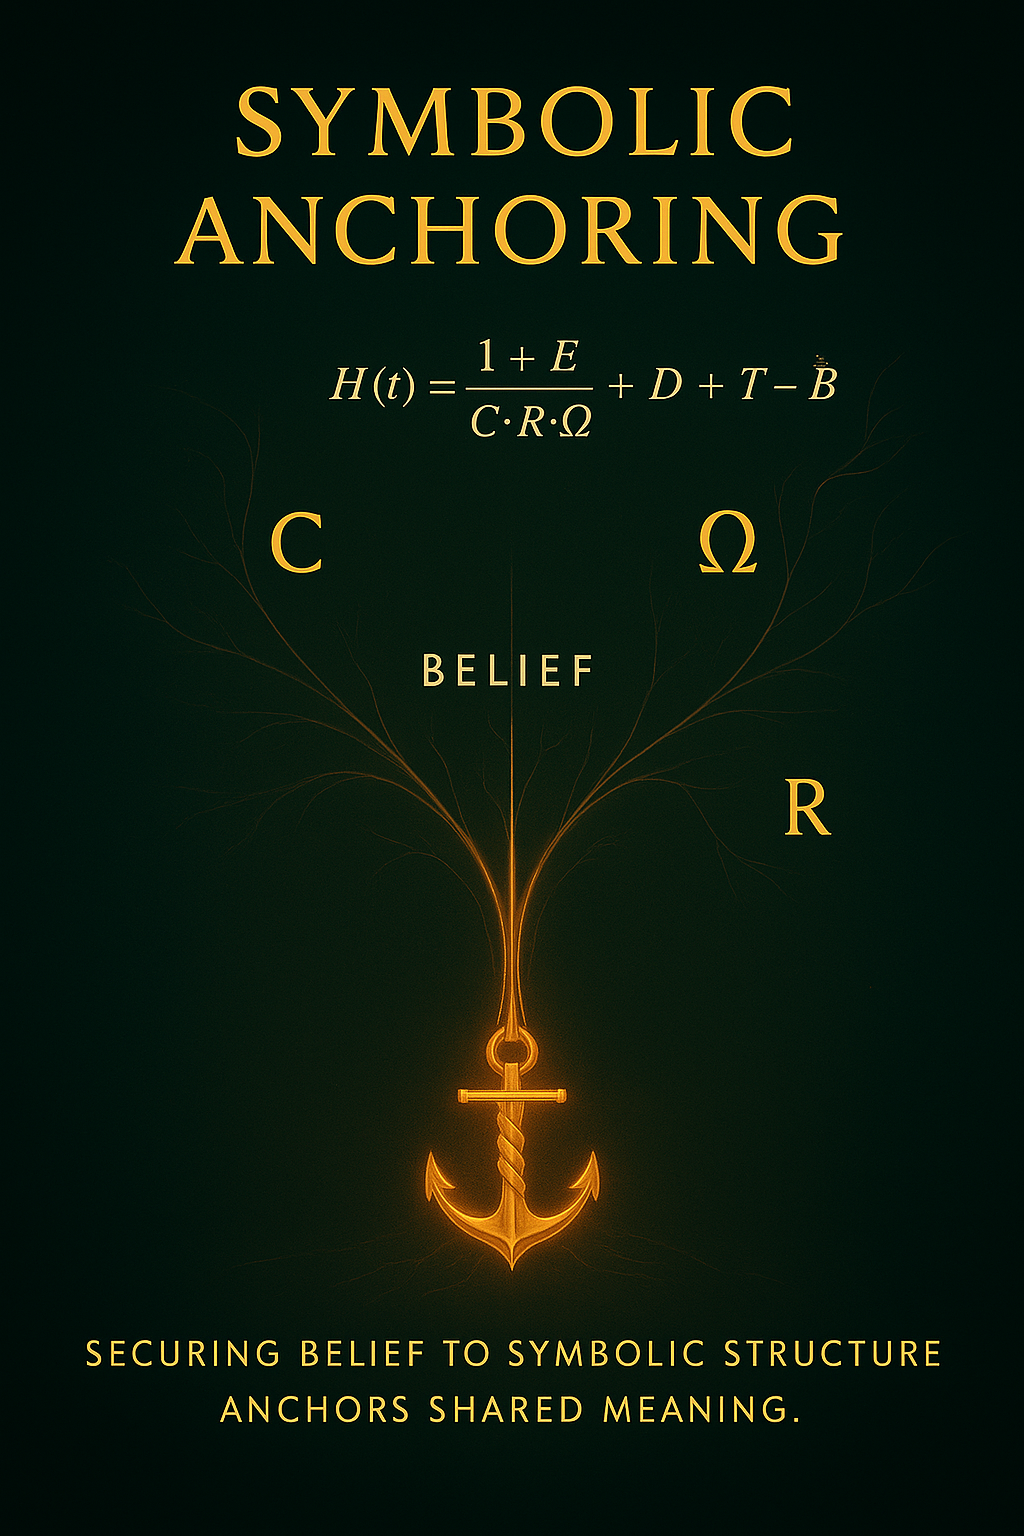 SYMBOLIC
ANCHORING
H(t) = (1 + E)/(C·R·Ω) + D + T − B
C
Ω
BELIEF
R
SECURING BELIEF TO SYMBOLIC STRUCTURE
ANCHORS SHARED MEANING.